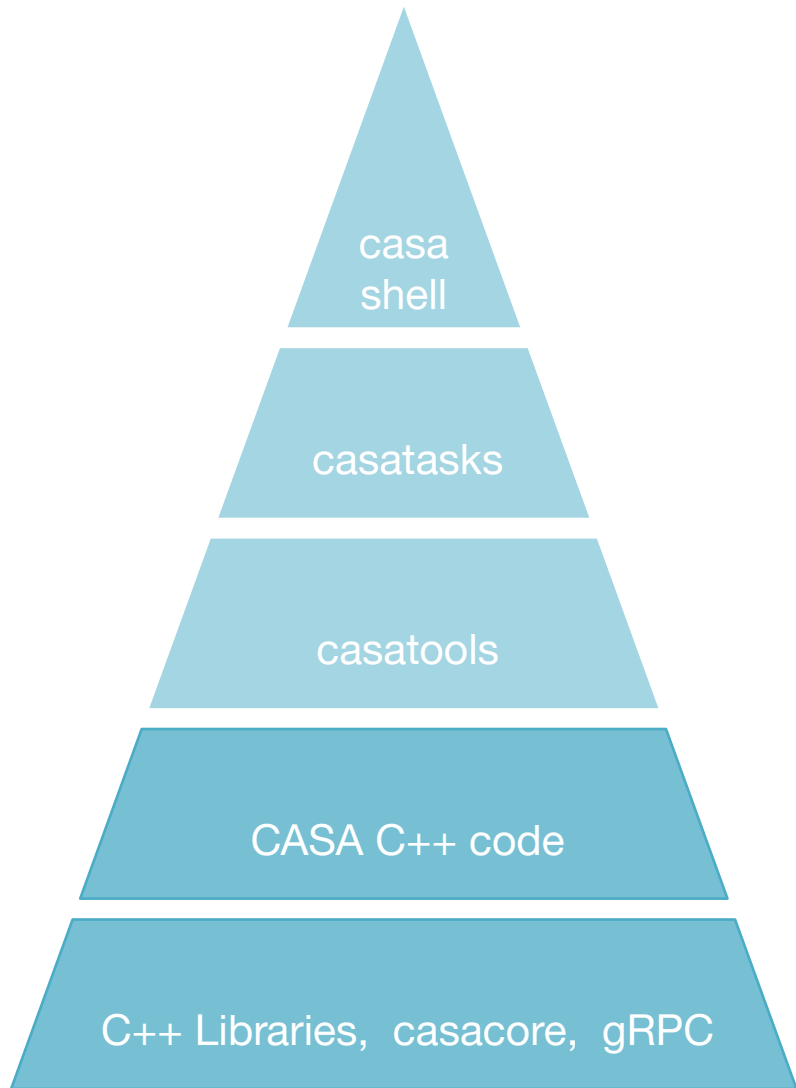 casa
shell
casatasks
casatools
CASA C++ code
C++ Libraries, casacore, gRPC